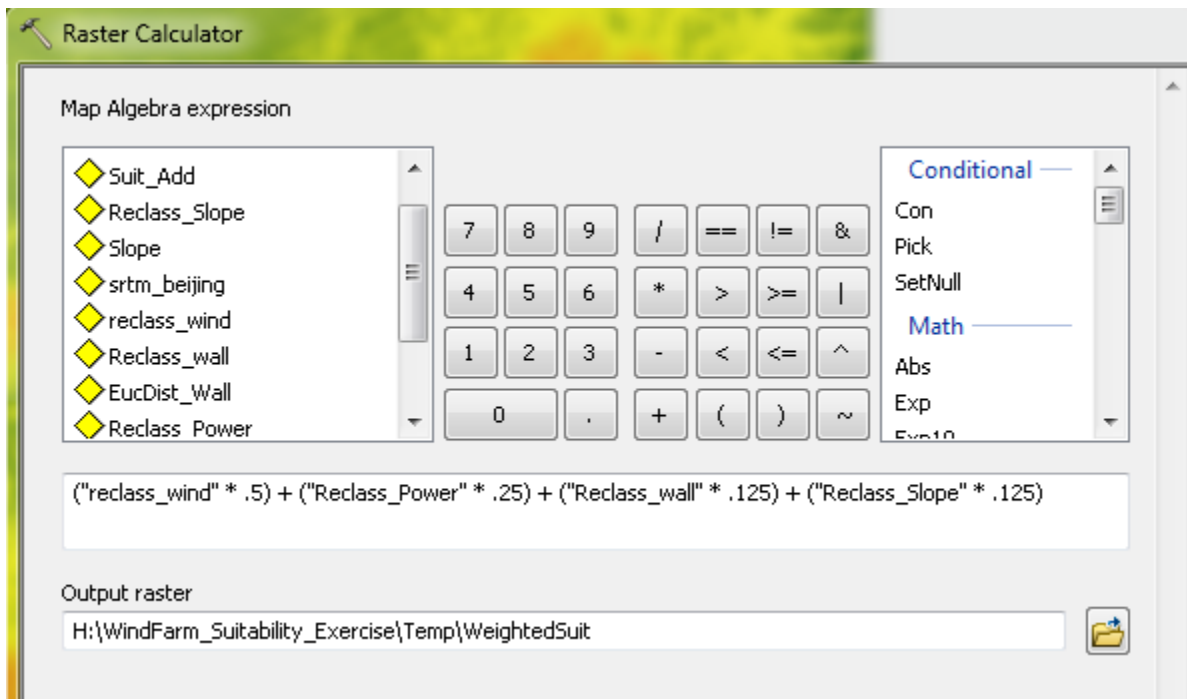 Raster Calculator
Map Algebra expression
Suit_Add
Reclass_Slope
Slope
srtm_beijing
reclass_wind
Reclass_wall
EucDist_Wall
Reclass_Power
7 8 9 / == != &
4 5 6 * > >= |
1 2 3 - < <= ^
0 . + ( ) ~
Conditional
Con
Pick
SetNull
Math
Abs
Exp
Exp10
("reclass_wind" * .5) + ("Reclass_Power" * .25) + ("Reclass_wall" * .125) + ("Reclass_Slope" * .125)
Output raster
H:\WindFarm_Suitability_Exercise\Temp\WeightedSuit